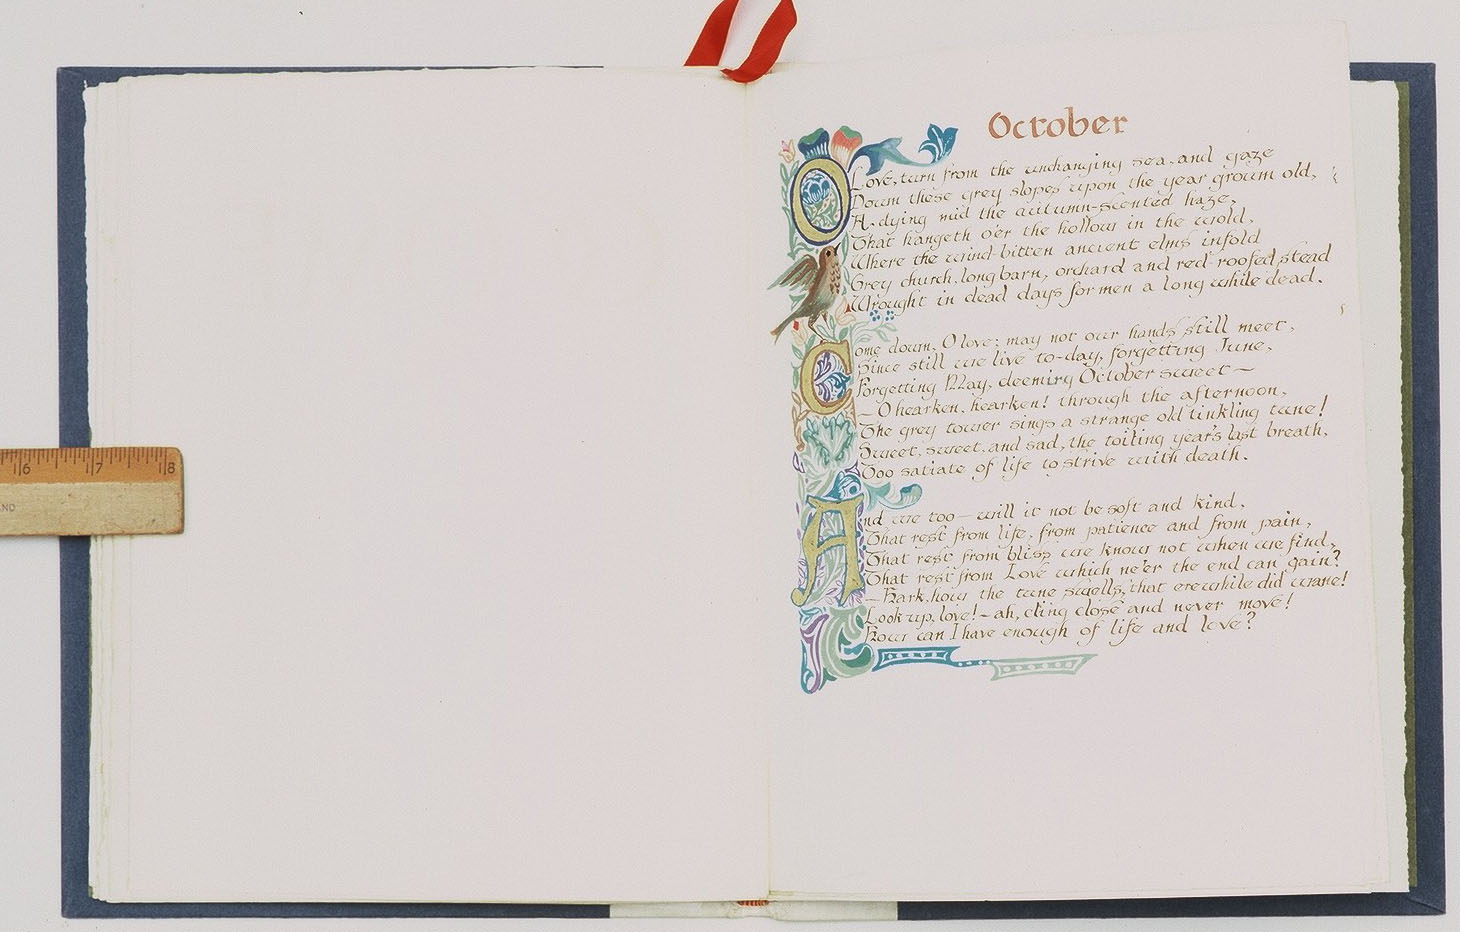 October
O Love, turn from the unchanging sea, and gaze
Down these grey slopes upon the year grown old,
A-dying mid the autumn-scented haze,
That hangeth o'er the hollow in the wold,
Where the wind-bitten ancient elms infold
Grey church, long barn, orchard and red-roofed stead
Wrought in dead days for men a long while dead.
Come down, O love; may not our hands still meet,
Since still we live to-day, forgetting June,
Forgetting May, deeming October sweet—
—O hearken, hearken! through the afternoon,
The grey tower sings a strange old tinkling tune!
Sweet, sweet, and sad, the toiling year's last breath,
Too satiate of life to strive with death.
And we too—will it not be soft and kind,
That rest from life, from patience and from pain,
That rest from bliss we know not when we find,
That rest from Love which ne'er the end can gain?
—Hark, how the tune swells, that erewhile did wane!
Look up, love!—ah, cling close and never move!
How can I have enough of life and love?
16 17 18